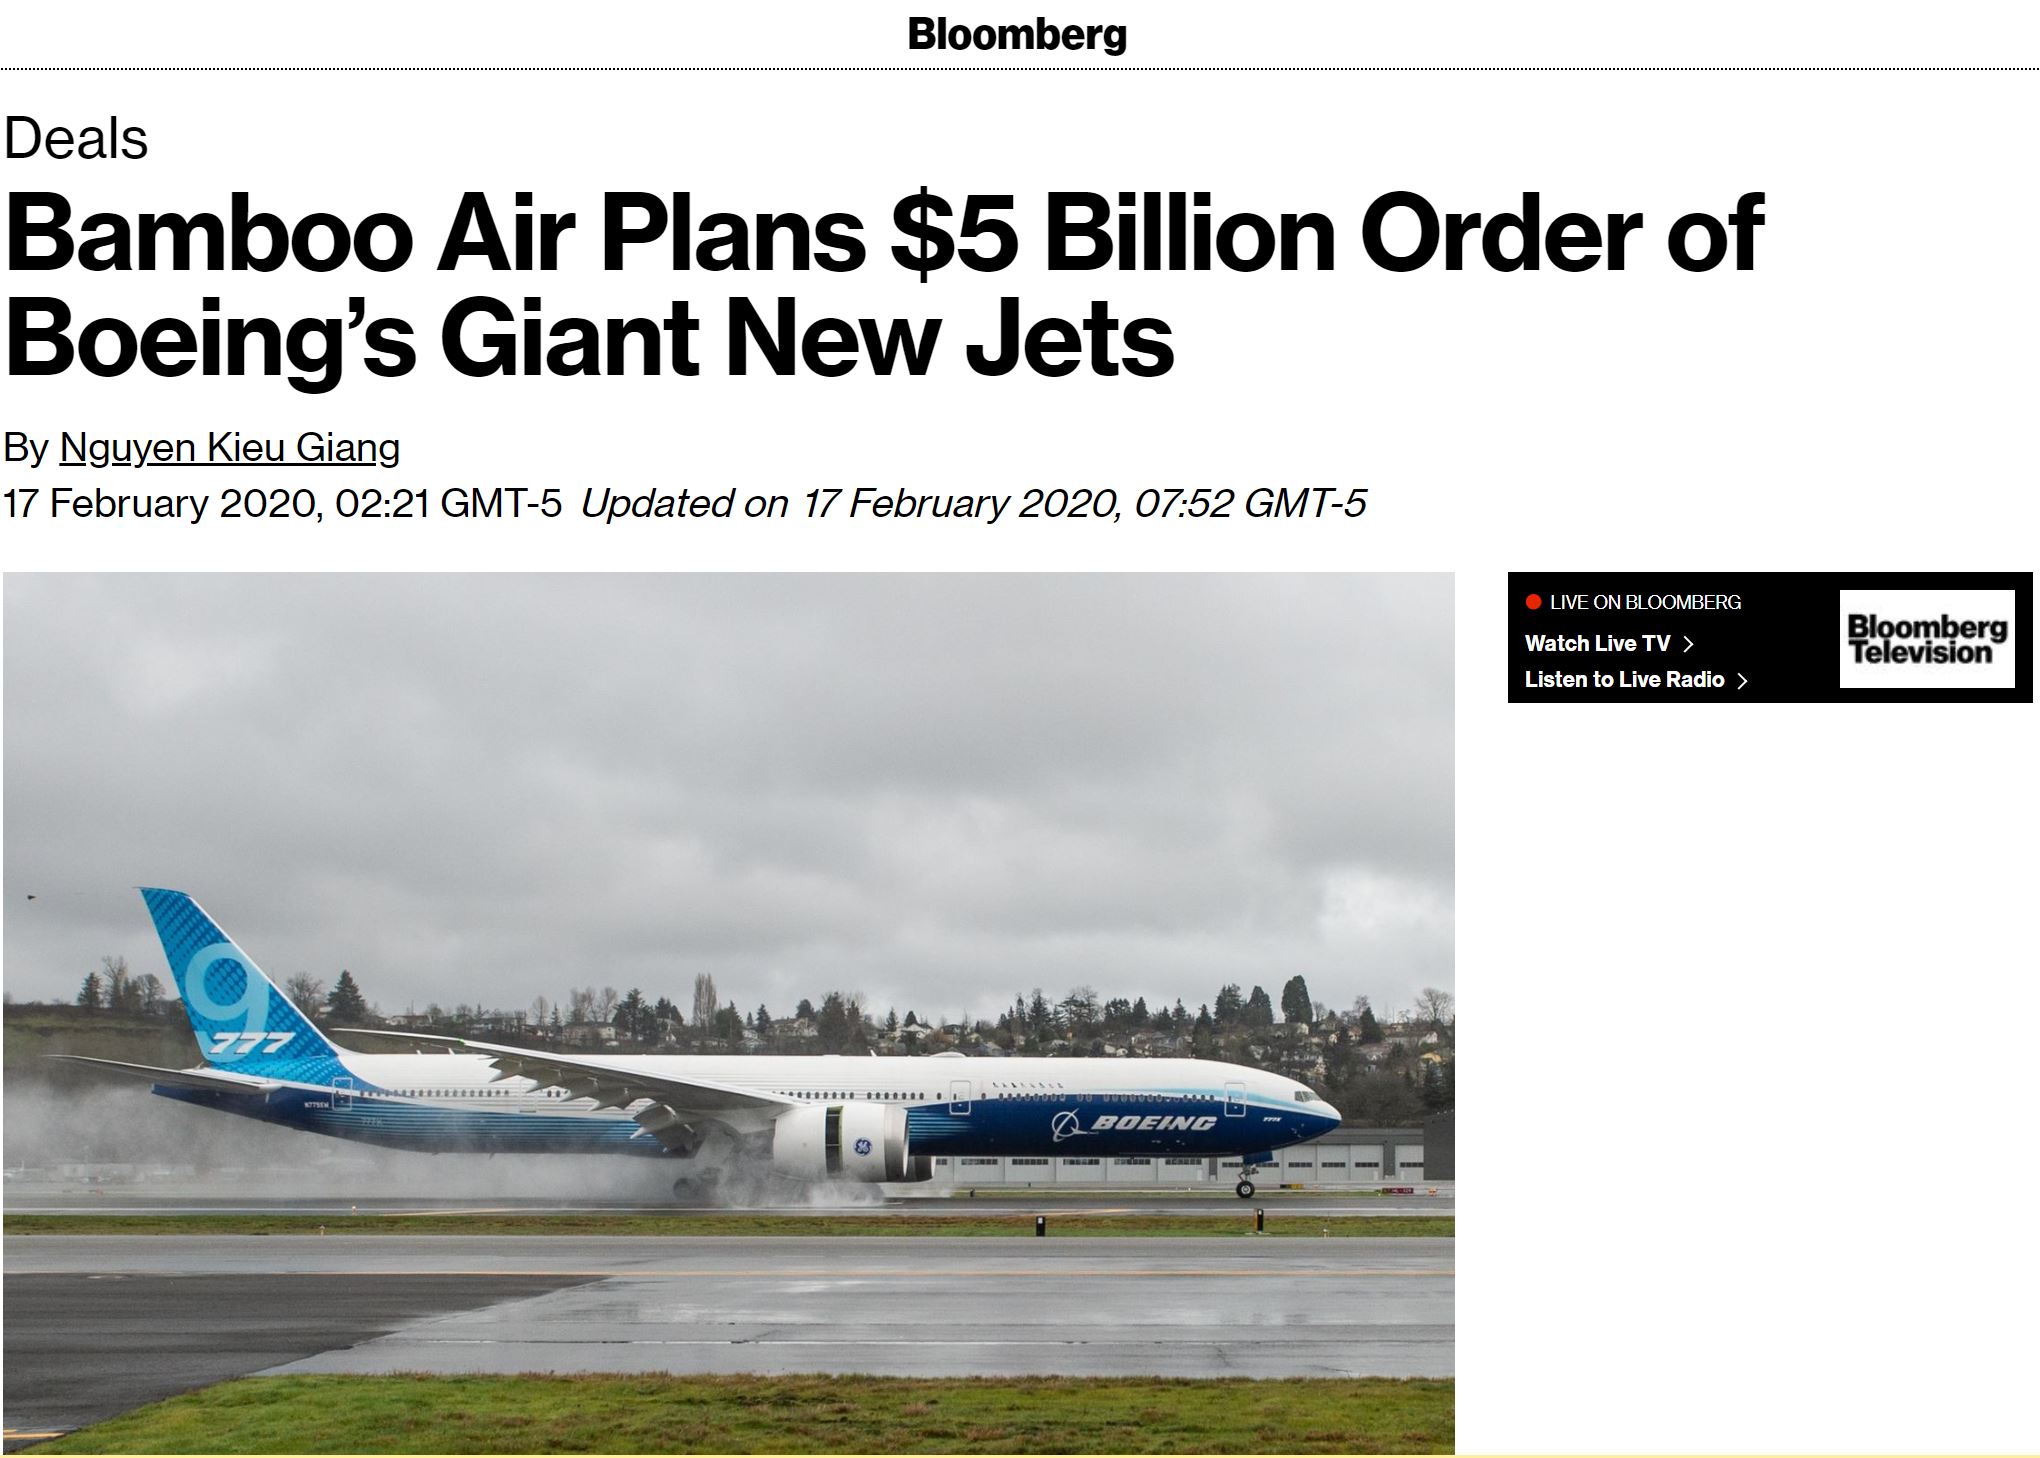 Bloomberg
Deals
Bamboo Air Plans $5 Billion Order of
Boeing’s Giant New Jets
By Nguyen Kieu Giang
17 February 2020, 02:21 GMT-5 Updated on 17 February 2020, 07:52 GMT-5
LIVE ON BLOOMBERG
Watch Live TV
Listen to Live Radio
Bloomberg
Television
9
777
BOEING
777X
GE